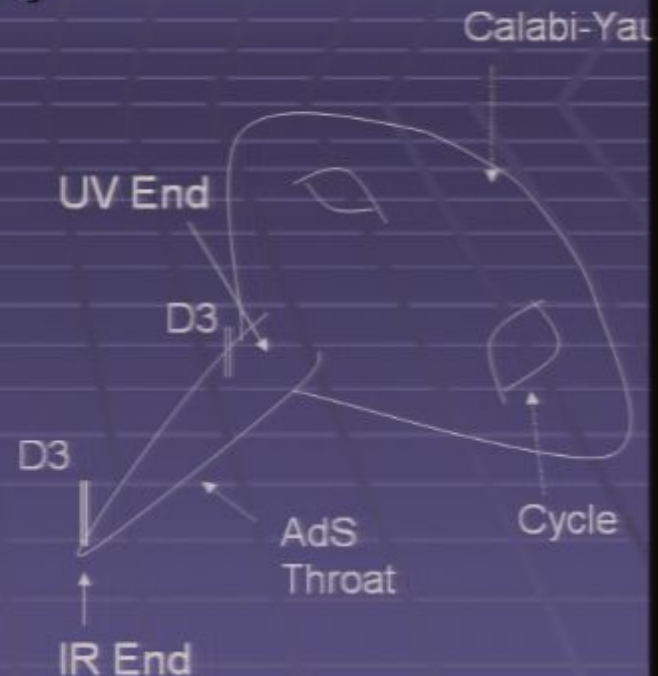 Calabi-Yau
UV End
D3
D3
AdS
Throat
Cycle
IR End